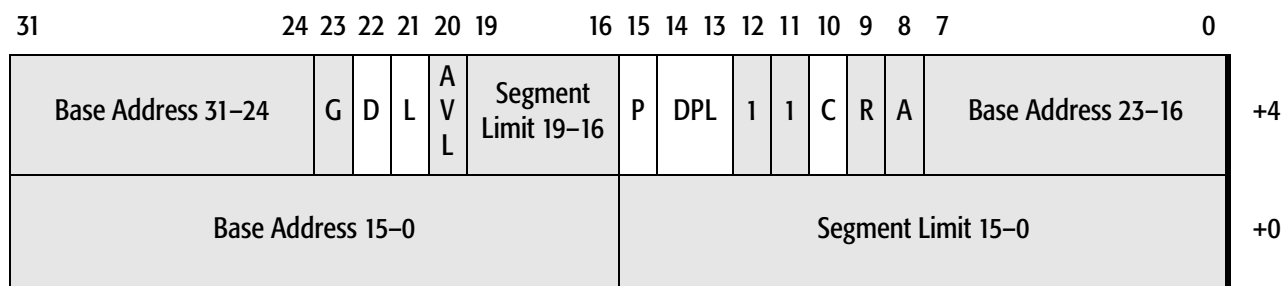 31 24 23 22 21 20 19 16 15 14 13 12 11 10 9 8 7 0
Base Address 31–24 G D L AVL Segment Limit 19–16 P DPL 1 1 C R A Base Address 23–16 +4
Base Address 15–0 Segment Limit 15–0 +0